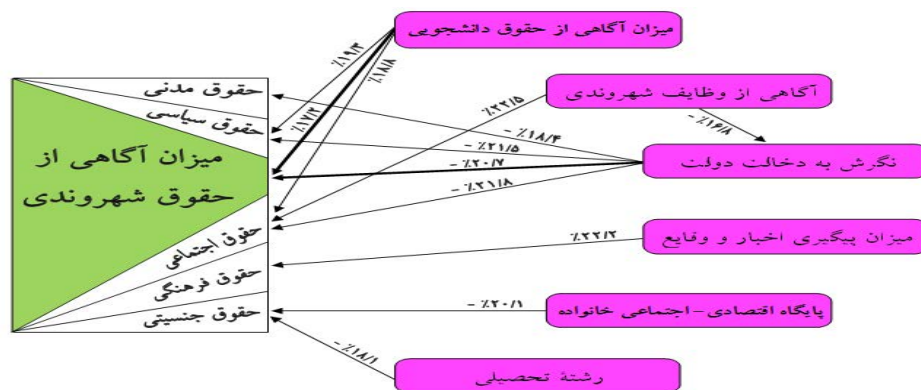 میزان آگاهی از حقوق دانشجویی
٪۱۹/۳
٪۱۸/۸
٪۱۷/۲
حقوق مدنی
آگاهی از وظایف شهروندی
٪۲۲/۵
- ٪۱۶/۸
حقوق سیاسی
- ٪۱۸/۴
- ٪۲۱/۵
میزان آگاهی از
حقوق شهروندی
- ٪۲۰/۷
نگرش به دخالت دولت
- ٪۲۱/۸
حقوق اجتماعی
میزان پیگیری اخبار و وقایع
٪۲۲/۲
حقوق فرهنگی
پایگاه اقتصادی-اجتماعی خانواده
- ٪۲۰/۱
حقوق جنسیتی
- ٪۱۸/۱
رشتهٔ تحصیلی